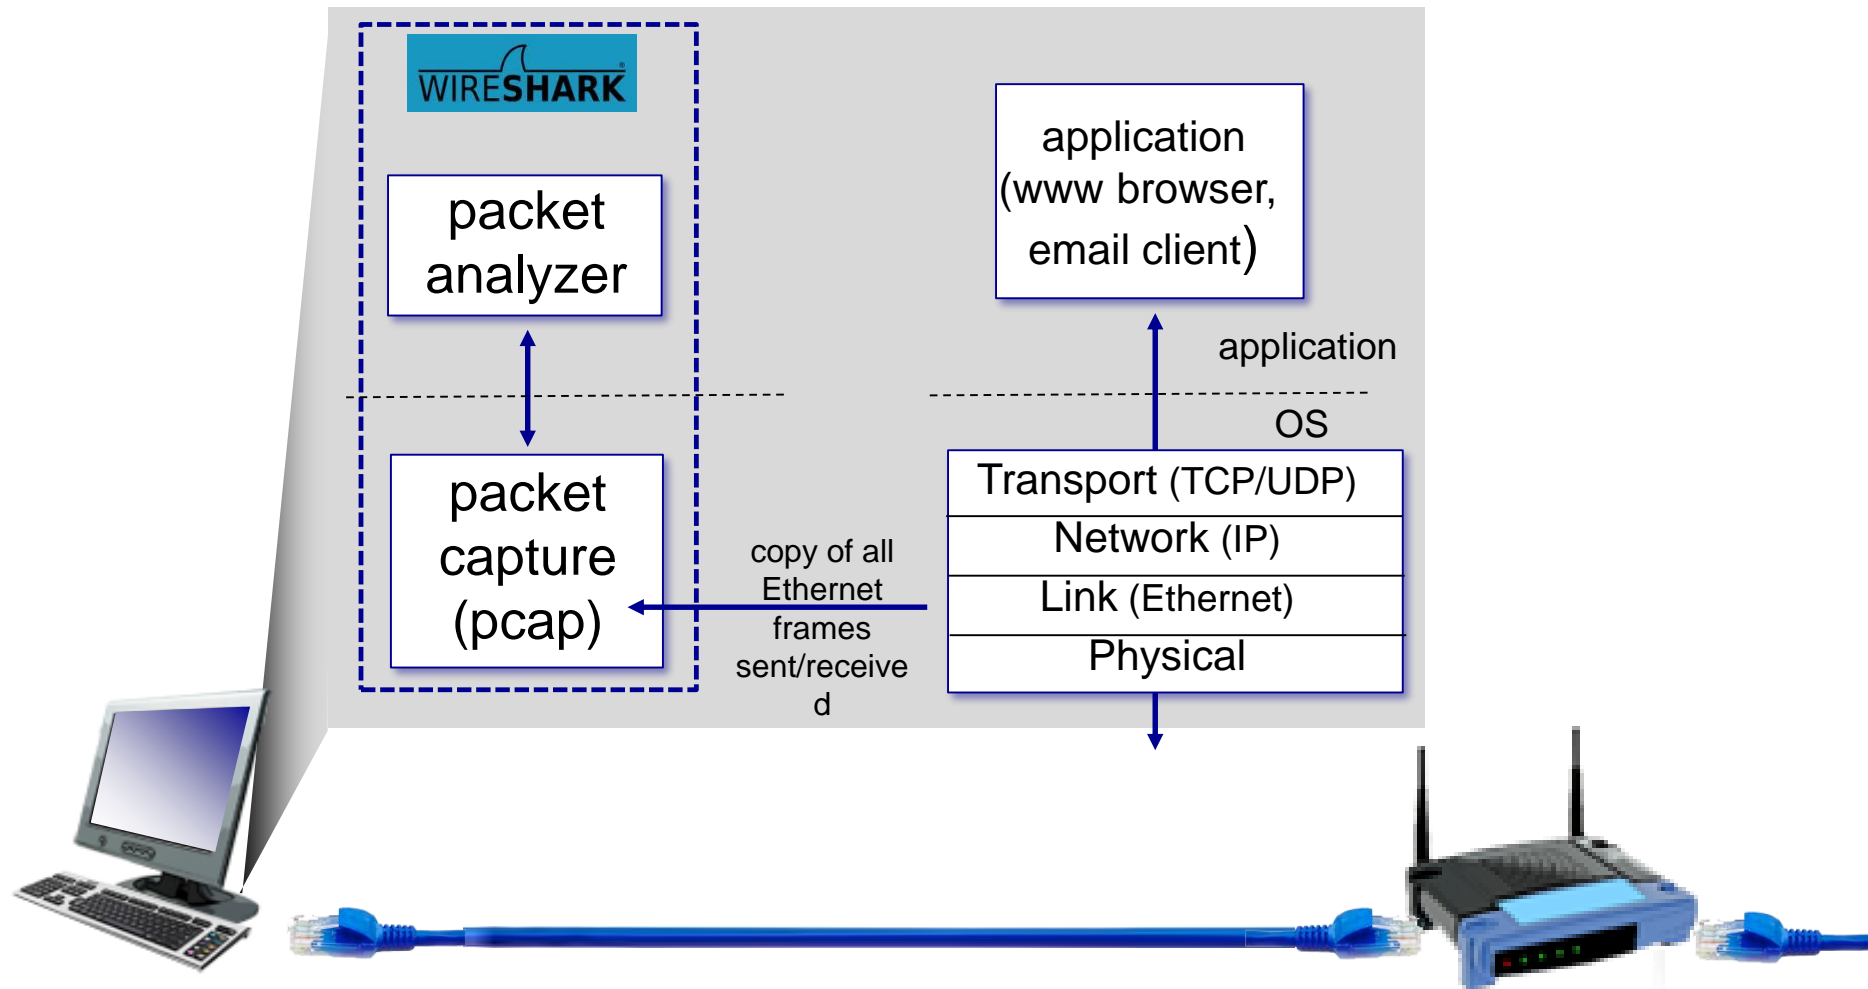 WIRESHARK
®
packet
analyzer
packet
capture
(pcap)
copy of all
Ethernet
frames
sent/receive
d
application
(www browser,
email client)
application
OS
Transport (TCP/UDP)
Network (IP)
Link (Ethernet)
Physical